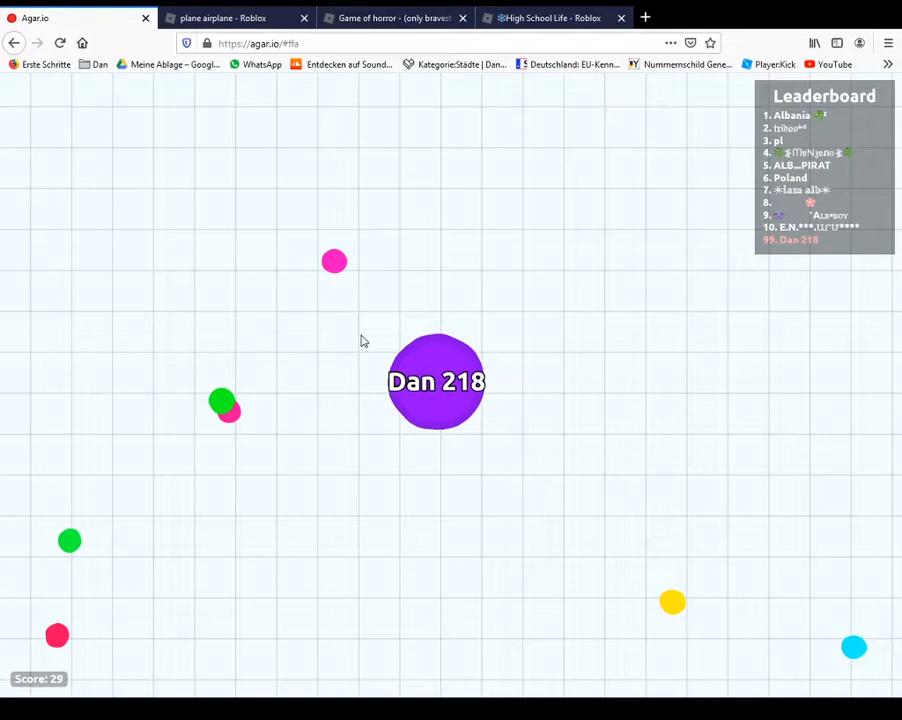 Agar.io
plane airplane - Roblox
Game of horror - (only bravest
❄High School Life - Roblox
https://agar.io/#ffa
Erste Schritte
Dan
Meine Ablage – Googl...
WhatsApp
Entdecken auf Sound...
Kategorie:Städte | Dan...
Deutschland: EU-Kenn...
Nummernschild Gene...
Player:Kick
YouTube
Leaderboard
1. Albania
3. pl
5. ALB...PIRAT
6. Poland
7. ☀lam alb☀
8. 🌸
99. Dan 218
Dan 218
Score: 29